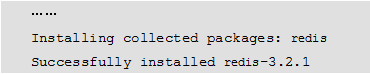 ……
Installing collected packages: redis
Successfully installed redis-3.2.1